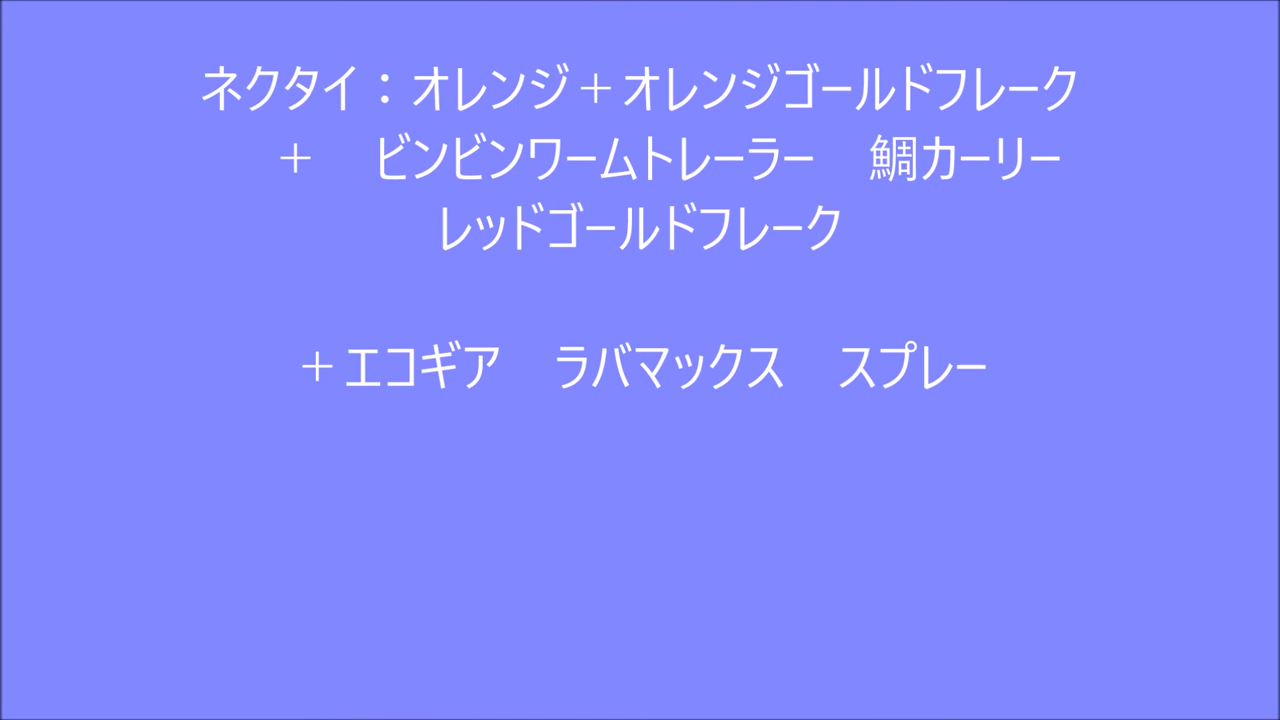 ネクタイ：オレンジ＋オレンジゴールドフレーク
＋　ビンビンワームトレーラー　鯛カーリー
レッドゴールドフレーク
＋エコギア　ラバマックス　スプレー